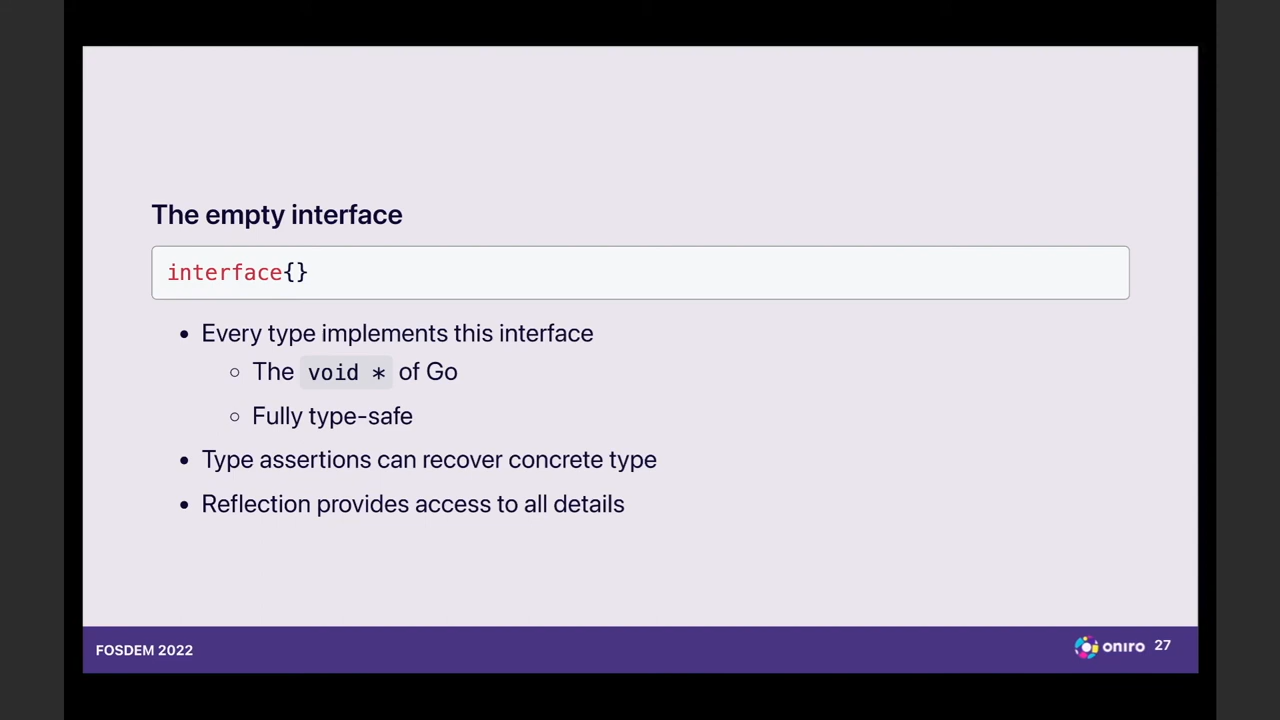 The empty interface
interface{}
• Every type implements this interface
○ The void * of Go
○ Fully type-safe
• Type assertions can recover concrete type
• Reflection provides access to all details
FOSDEM 2022
oniro 27